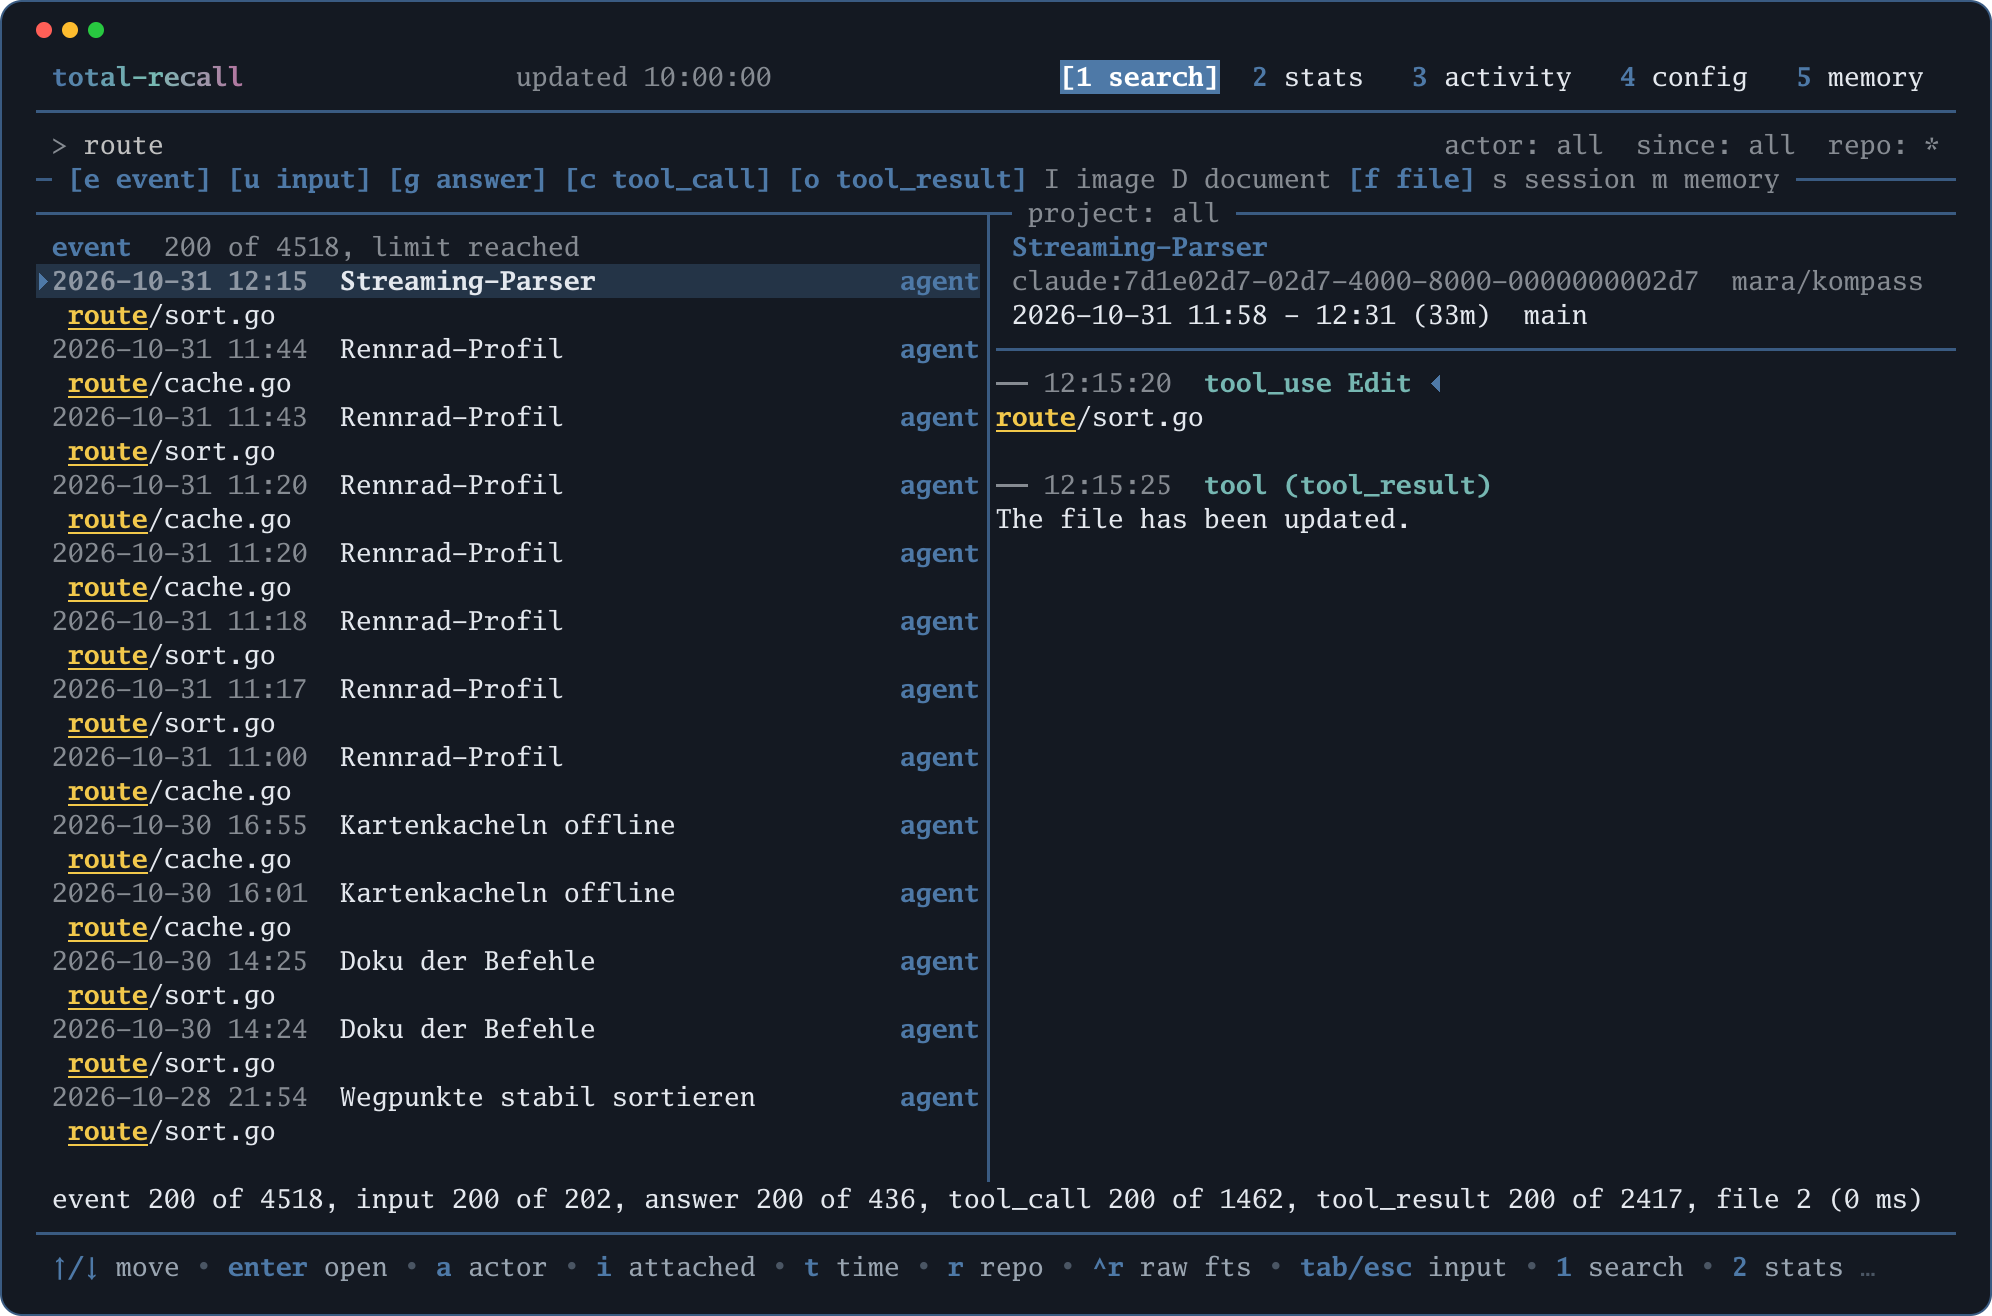 total-recall updated 10:00:00 [1 search] 2 stats 3 activity 4 config 5 memory
> route actor: all since: all repo: *
[e event] [u input] [g answer] [c tool_call] [o tool_result] I image D document [f file] s session m memory
project: all
event 200 of 4518, limit reached
2026-10-31 12:15 Streaming-Parser agent
route/sort.go
2026-10-31 11:44 Rennrad-Profil agent
route/cache.go
2026-10-31 11:43 Rennrad-Profil agent
route/sort.go
2026-10-31 11:20 Rennrad-Profil agent
route/cache.go
2026-10-31 11:20 Rennrad-Profil agent
route/cache.go
2026-10-31 11:18 Rennrad-Profil agent
route/sort.go
2026-10-31 11:17 Rennrad-Profil agent
route/sort.go
2026-10-31 11:00 Rennrad-Profil agent
route/cache.go
2026-10-30 16:55 Kartenkacheln offline agent
route/cache.go
2026-10-30 16:01 Kartenkacheln offline agent
route/cache.go
2026-10-30 14:25 Doku der Befehle agent
route/sort.go
2026-10-30 14:24 Doku der Befehle agent
route/sort.go
2026-10-28 21:54 Wegpunkte stabil sortieren agent
route/sort.go
Streaming-Parser
claude:7d1e02d7-02d7-4000-8000-0000000002d7 mara/kompass
2026-10-31 11:58 - 12:31 (33m) main
── 12:15:20 tool_use Edit
route/sort.go
── 12:15:25 tool (tool_result)
The file has been updated.
event 200 of 4518, input 200 of 202, answer 200 of 436, tool_call 200 of 1462, tool_result 200 of 2417, file 2 (0 ms)
↑/↓ move • enter open • a actor • i attached • t time • r repo • ^r raw fts • tab/esc input • 1 search • 2 stats …